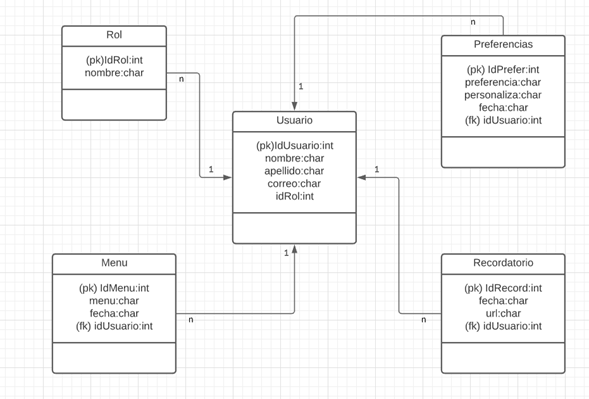 Rol
(pk)IdRol:int
nombre:char
n
1
Preferencias
(pk) IdPrefer:int
preferencia:char
personaliza:char
fecha:char
(fk) idUsuario:int
n
1
Usuario
(pk)IdUsuario:int
nombre:char
apellido:char
correo:char
idRol:int
Menu
(pk) IdMenu:int
menu:char
fecha:char
(fk) idUsuario:int
n
1
Recordatorio
(pk) IdRecord:int
fecha:char
url:char
(fk) idUsuario:int
n
1